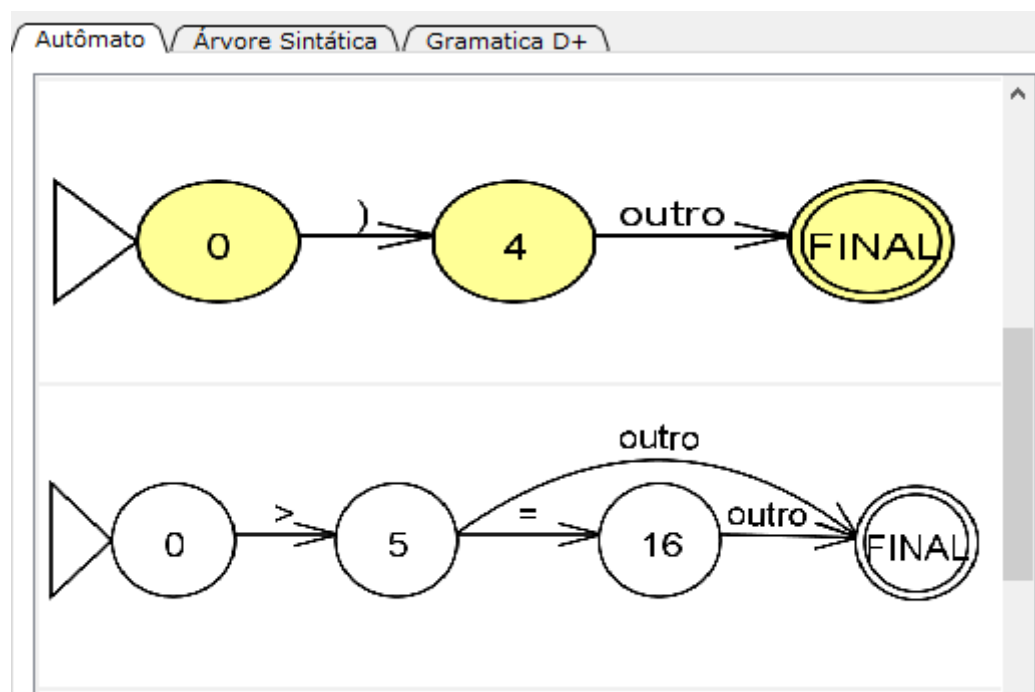 Autômato Árvore Sintática Gramatica D+
0 ) 4 outro FINAL
outro
0 > 5 = 16 outro FINAL